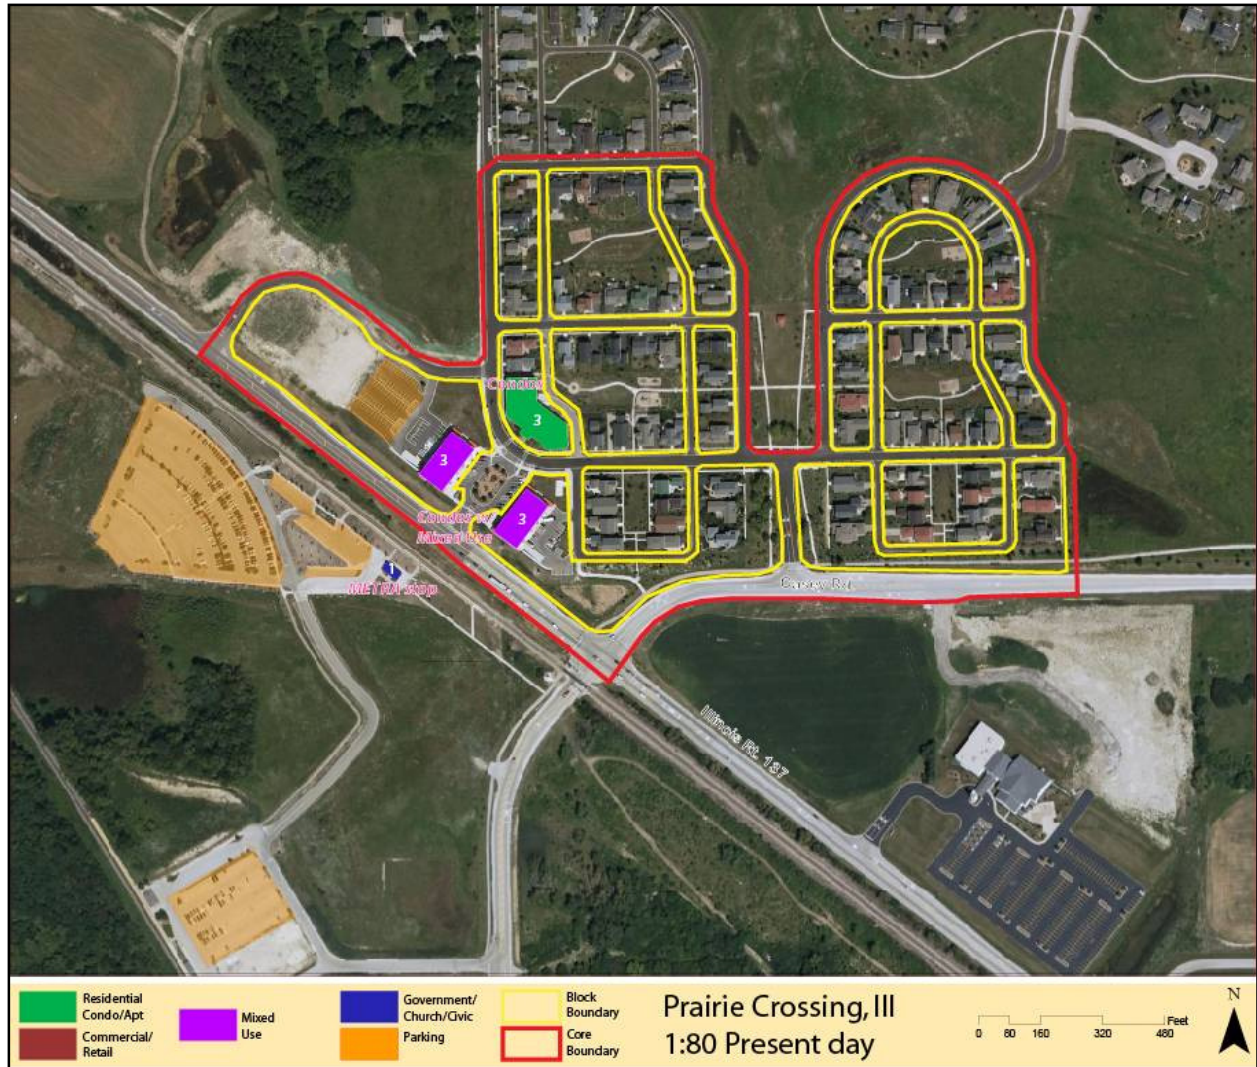 Condos
3
3
3
Condos w/
Mixed Use
1
METRA stop
Casey Rd.
Illinois Rt. 137
A
B
Residential
Condo/Apt
Commercial/
Retail
Mixed
Use
Government/
Church/Civic
Parking
Block
Boundary
Core
Boundary
Prairie Crossing, Ill
1:80 Present day
N
Feet
0 80 160 320 480